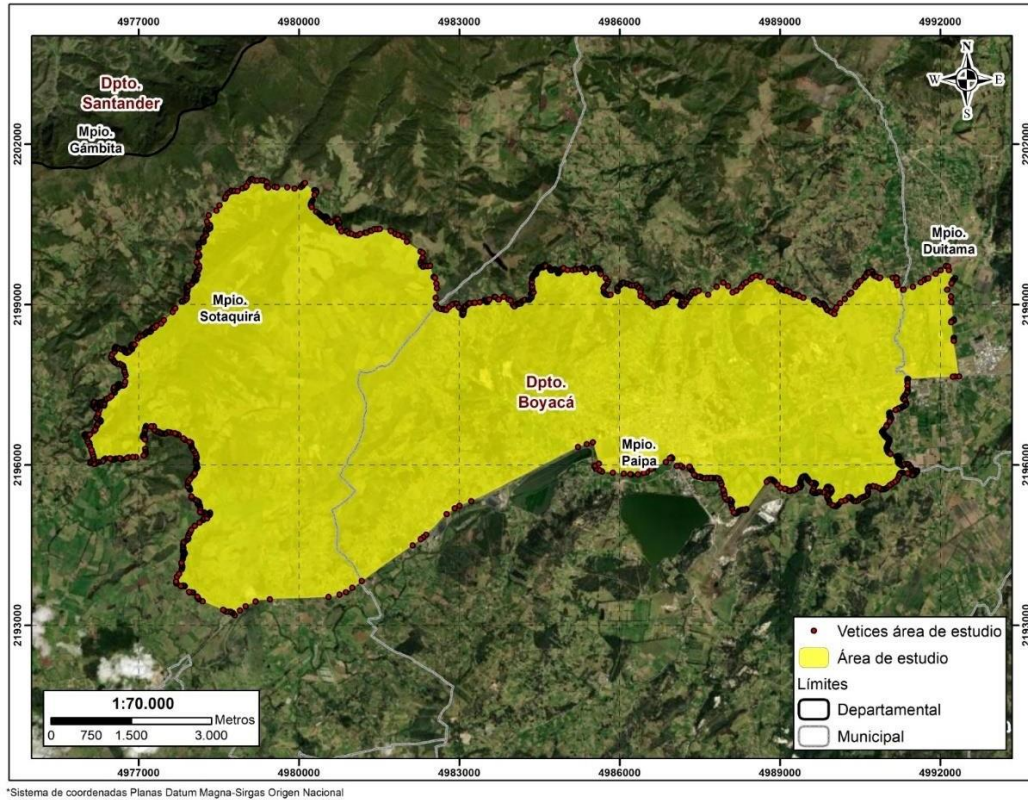 4977000 4980000 4983000 4986000 4989000 4992000
N
W E
S
Dpto.
Santander
Mpio.
Gámbita
2202000 2202000
Mpio.
Duitama
Mpio.
Sotaquirá
2199000 2199000
Dpto.
Boyacá
Mpio.
Paipa
2196000 2196000
2193000 2193000
Vetices área de estudio
Área de estudio
Límites
Departamental
Municipal
1:70.000
Metros
0 750 1.500 3.000
4977000 4980000 4983000 4986000 4989000 4992000
*Sistema de coordenadas Planas Datum Magna-Sirgas Origen Nacional